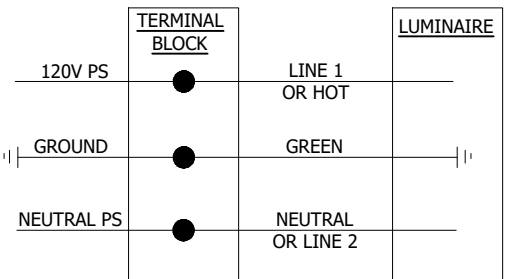 TERMINAL
BLOCK
LUMINAIRE
120V PS
LINE 1
OR HOT
GROUND
GREEN
NEUTRAL PS
NEUTRAL
OR LINE 2